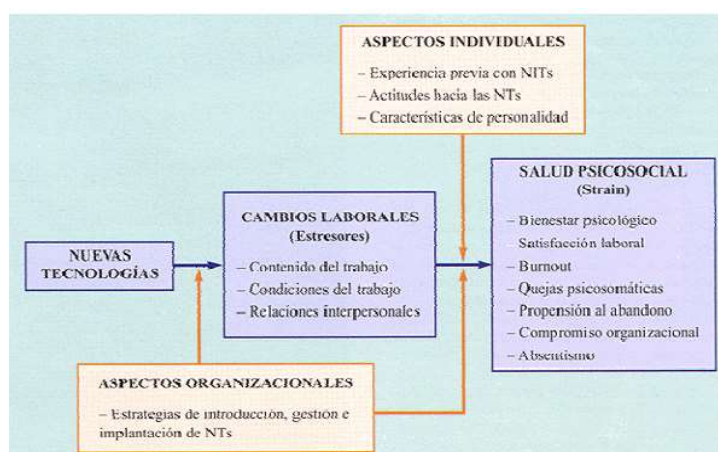 ASPECTOS INDIVIDUALES
– Experiencia previa con NITs
– Actitudes hacia las NTs
– Características de personalidad
SALUD PSICOSOCIAL
(Strain)
– Bienestar psicológico
– Satisfacción laboral
– Burnout
– Quejas psicosomáticas
– Propensión al abandono
– Compromiso organizacional
– Absentismo
CAMBIOS LABORALES
(Estresores)
– Contenido del trabajo
– Condiciones del trabajo
– Relaciones interpersonales
NUEVAS
TECNOLOGÍAS
ASPECTOS ORGANIZACIONALES
– Estrategias de introducción, gestión e
implantación de NTs